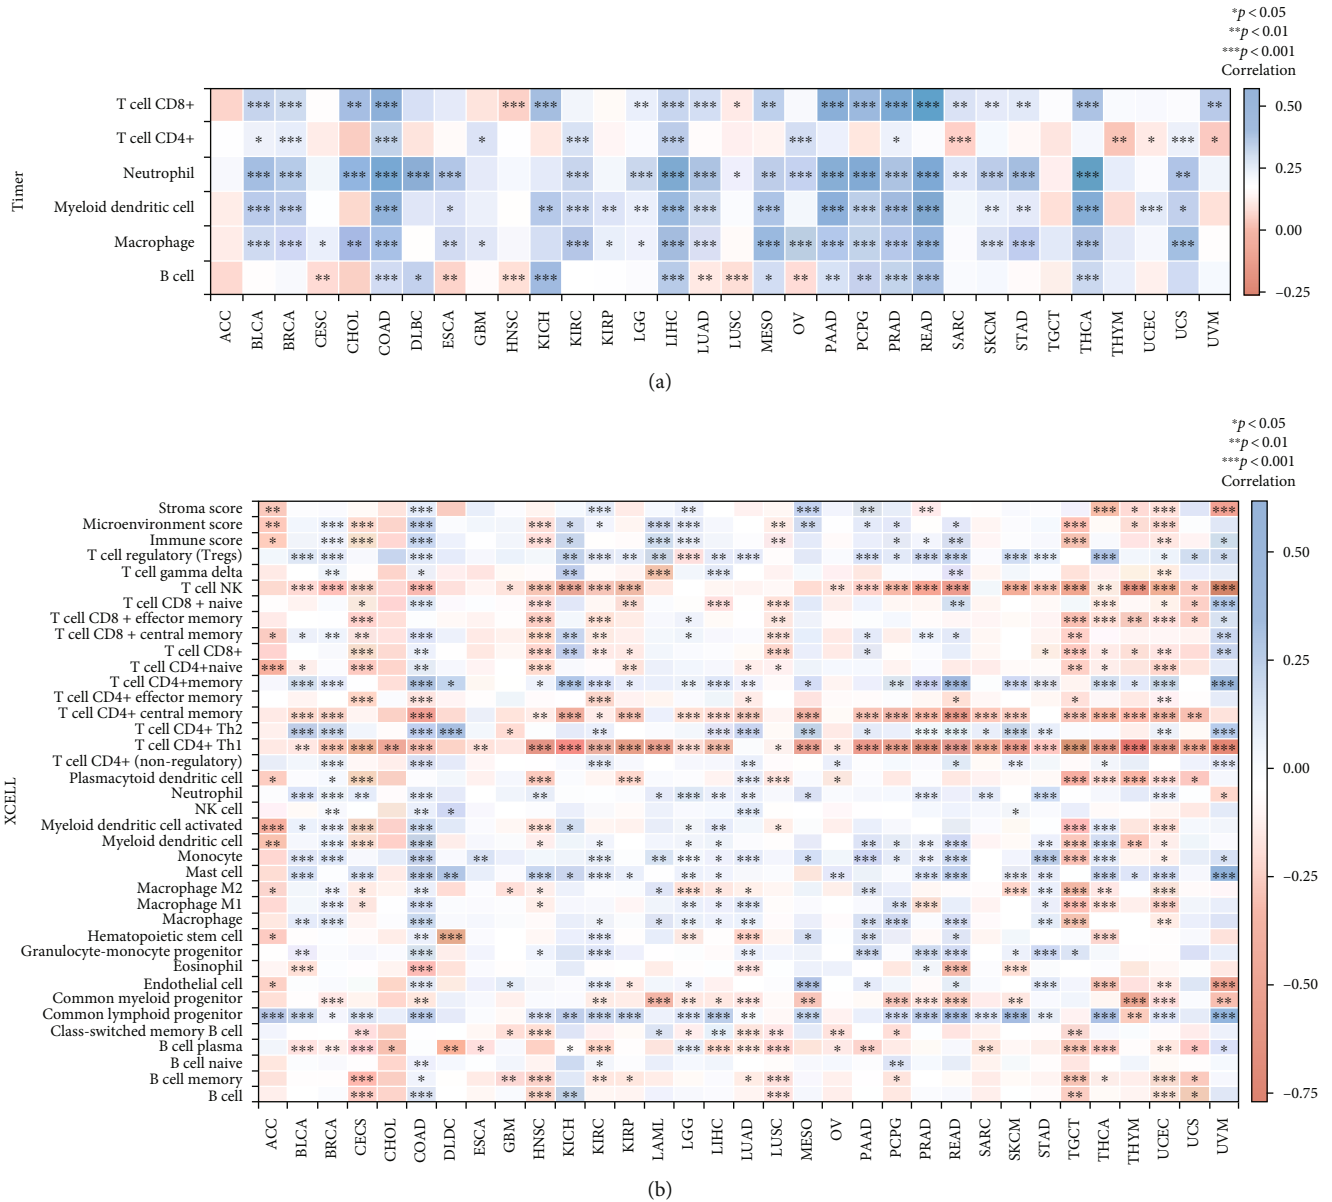 *p < 0.05
**p < 0.01
***p < 0.001
Correlation
Timer
T cell CD8+
T cell CD4+
Neutrophil
Myeloid dendritic cell
Macrophage
B cell
0.50
0.25
0.00
−0.25
ACC BLCA BRCA CESC CHOL COAD DLBC ESCA GBM HNSC KICH KIRC KIRP LGG LIHC LUAD LUSC MESO OV PAAD PCPG PRAD READ SARC SKCM STAD TGCT THCA THYM UCEC UCS UVM
(a)
*p < 0.05
**p < 0.01
***p < 0.001
Correlation
XCELL
Stroma score
Microenvironment score
Immune score
T cell regulatory (Tregs)
T cell gamma delta
T cell NK
T cell CD8 + naive
T cell CD8 + effector memory
T cell CD8 + central memory
T cell CD8+
T cell CD4+naive
T cell CD4+memory
T cell CD4+ effector memory
T cell CD4+ central memory
T cell CD4+ Th2
T cell CD4+ Th1
T cell CD4+ (non-regulatory)
Plasmacytoid dendritic cell
Neutrophil
NK cell
Myeloid dendritic cell activated
Myeloid dendritic cell
Monocyte
Mast cell
Macrophage M2
Macrophage M1
Macrophage
Hematopoietic stem cell
Granulocyte-monocyte progenitor
Eosinophil
Endothelial cell
Common myeloid progenitor
Common lymphoid progenitor
Class-switched memory B cell
B cell plasma
B cell naive
B cell memory
B cell
0.50
0.25
0.00
−0.25
−0.50
−0.75
ACC BLCA BRCA CECS CHOL COAD DLDC ESCA GBM HNSC KICH KIRC KIRP LAML LGG LIHC LUAD LUSC MESO OV PAAD PCPG PRAD READ SARC SKCM STAD TGCT THCA THYM UCEC UCS UVM
(b)